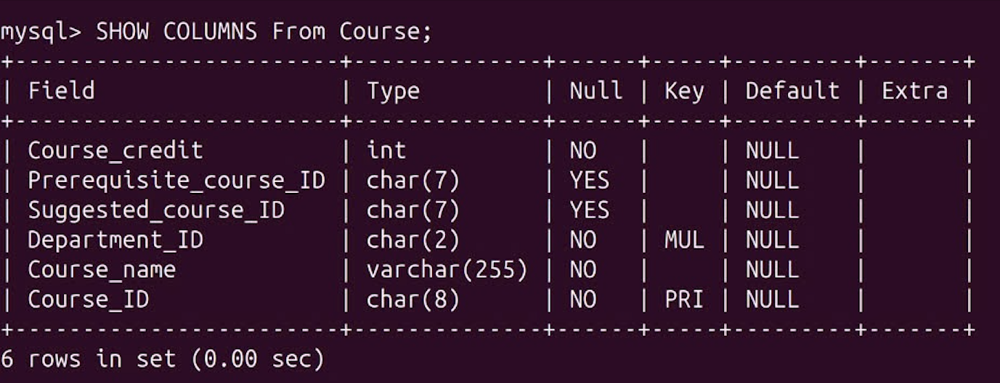 mysql> SHOW COLUMNS From Course;
+------------------------+--------------+------+-----+---------+-------+
| Field                  | Type         | Null | Key | Default | Extra |
+------------------------+--------------+------+-----+---------+-------+
| Course_credit          | int          | NO   |     | NULL    |       |
| Prerequisite_course_ID | char(7)      | YES  |     | NULL    |       |
| Suggested_course_ID    | char(7)      | YES  |     | NULL    |       |
| Department_ID          | char(2)      | NO   | MUL | NULL    |       |
| Course_name            | varchar(255) | NO   |     | NULL    |       |
| Course_ID              | char(8)      | NO   | PRI | NULL    |       |
+------------------------+--------------+------+-----+---------+-------+
6 rows in set (0.00 sec)